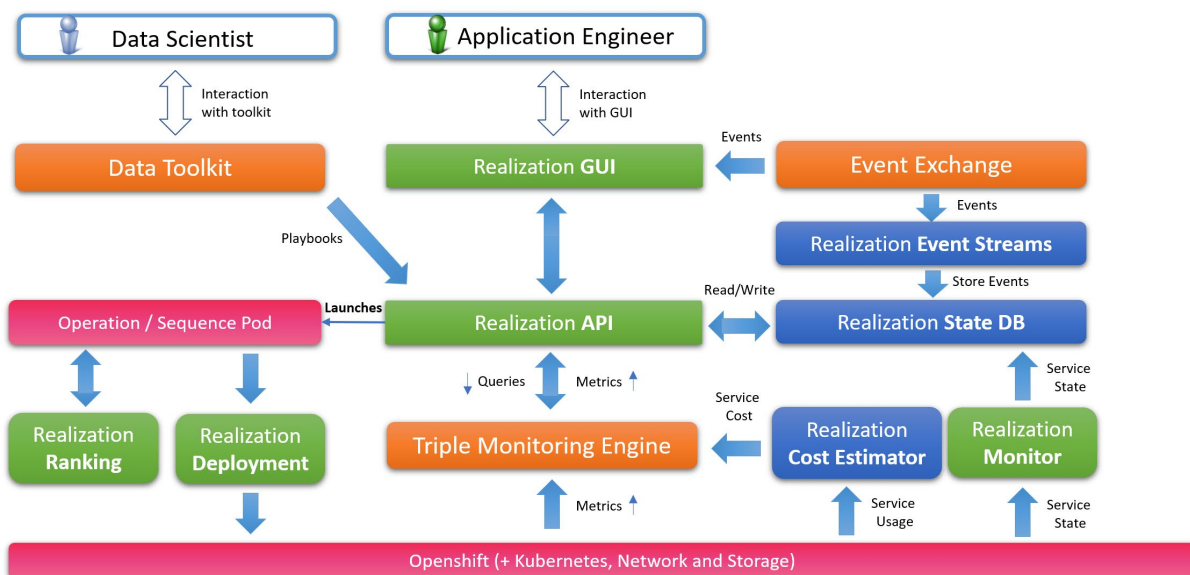 Data Scientist
Application Engineer
Interaction
with toolkit
Interaction
with GUI
Events
Data Toolkit
Realization GUI
Event Exchange
Events
Playbooks
Realization Event Streams
Store Events
Read/Write
Launches
Operation / Sequence Pod
Realization API
Realization State DB
Queries
Metrics
Service
State
Service
Cost
Realization
Ranking
Realization
Deployment
Triple Monitoring Engine
Realization
Cost Estimator
Realization
Monitor
Metrics
Service
Usage
Service
State
Openshift (+ Kubernetes, Network and Storage)